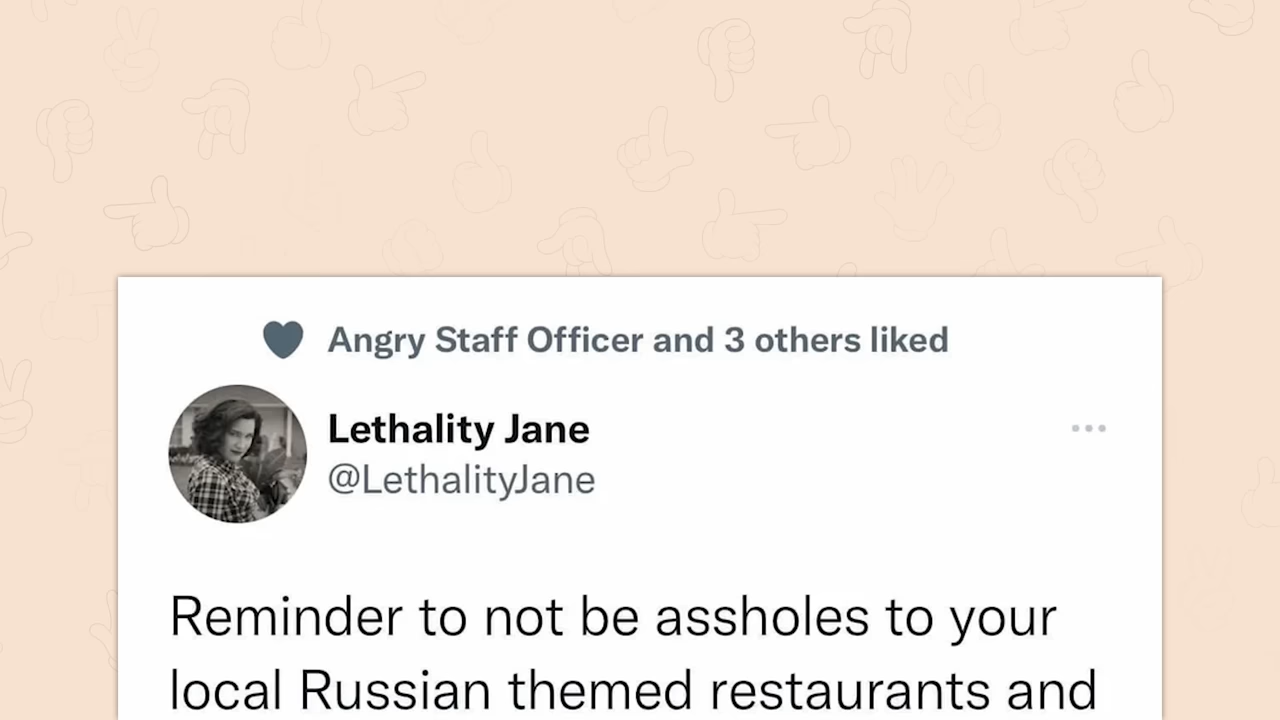 Angry Staff Officer and 3 others liked
Lethality Jane
@LethalityJane
Reminder to not be assholes to your
local Russian themed restaurants and